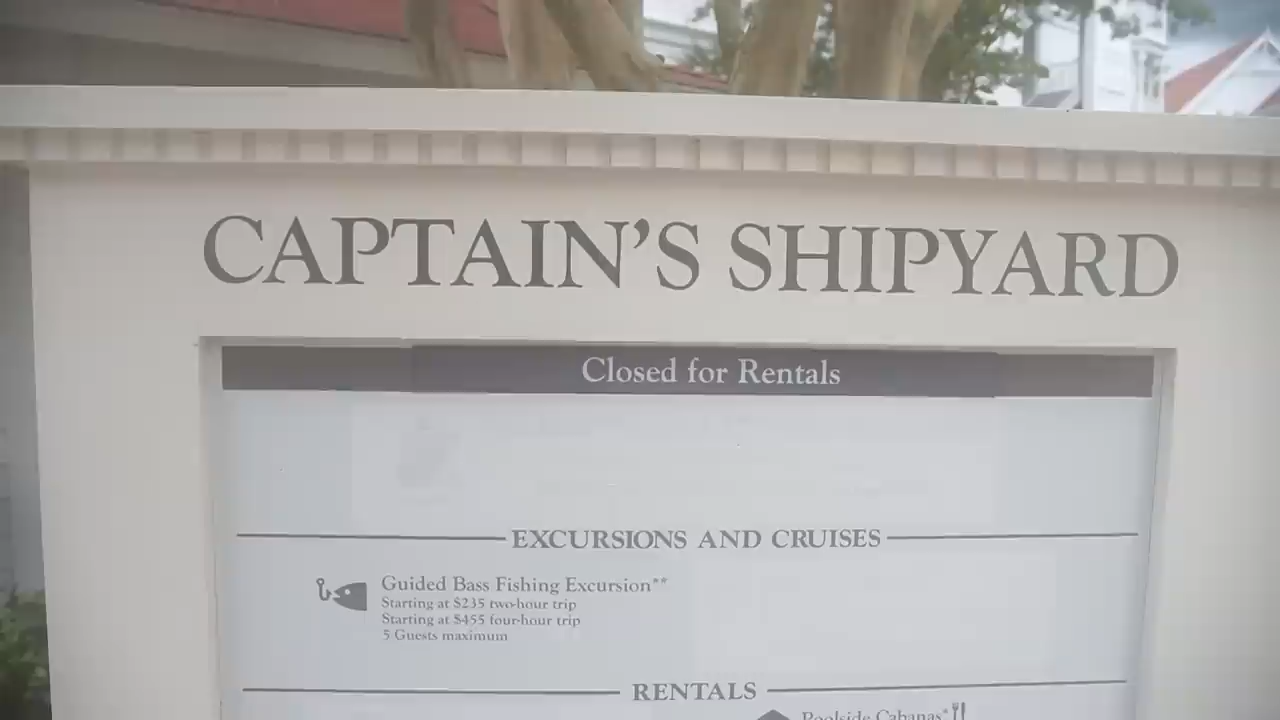 CAPTAIN'S SHIPYARD
Closed for Rentals
EXCURSIONS AND CRUISES
Guided Bass Fishing Excursion**
Starting at $235 two-hour trip
Starting at $455 four-hour trip
5 Guests maximum
RENTALS
Poolside Cabanas*